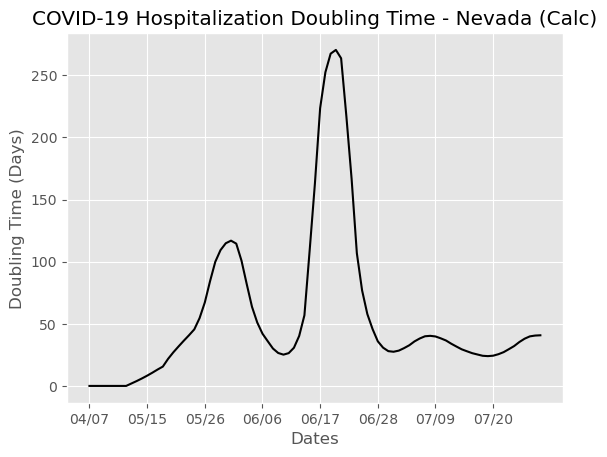 COVID-19 Hospitalization Doubling Time - Nevada (Calc)
Doubling Time (Days)
250
200
150
100
50
0
04/07 05/15 05/26 06/06 06/17 06/28 07/09 07/20
Dates